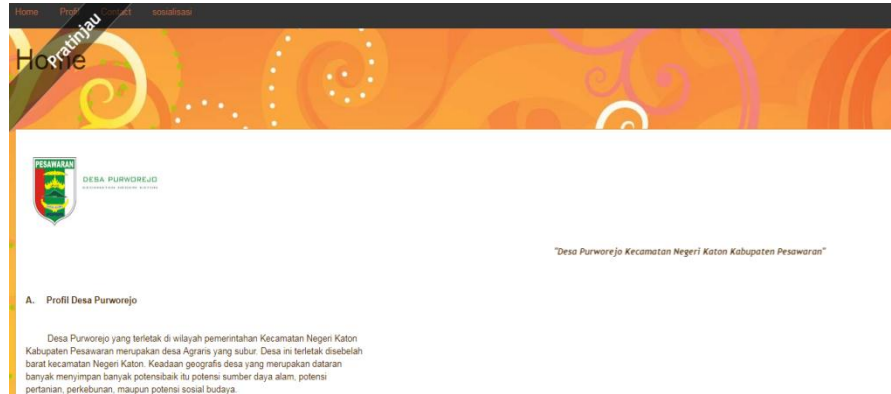 Home Profil Contact sosialisasi
Pratinjau
Home
PESAWARAN
DESA PURWOREJO
KECAMATAN NEGERI KATON
"Desa Purworejo Kecamatan Negeri Katon Kabupaten Pesawaran"
A. Profil Desa Purworejo
Desa Purworejo yang terletak di wilayah pemerintahan Kecamatan Negeri Katon
Kabupaten Pesawaran merupakan desa Agraris yang subur. Desa ini terletak disebelah
barat kecamatan Negeri Katon. Keadaan geografis desa yang merupakan dataran
banyak menyimpan banyak potensibaik itu potensi sumber daya alam, potensi
pertanian, perkebunan, maupun potensi sosial budaya.